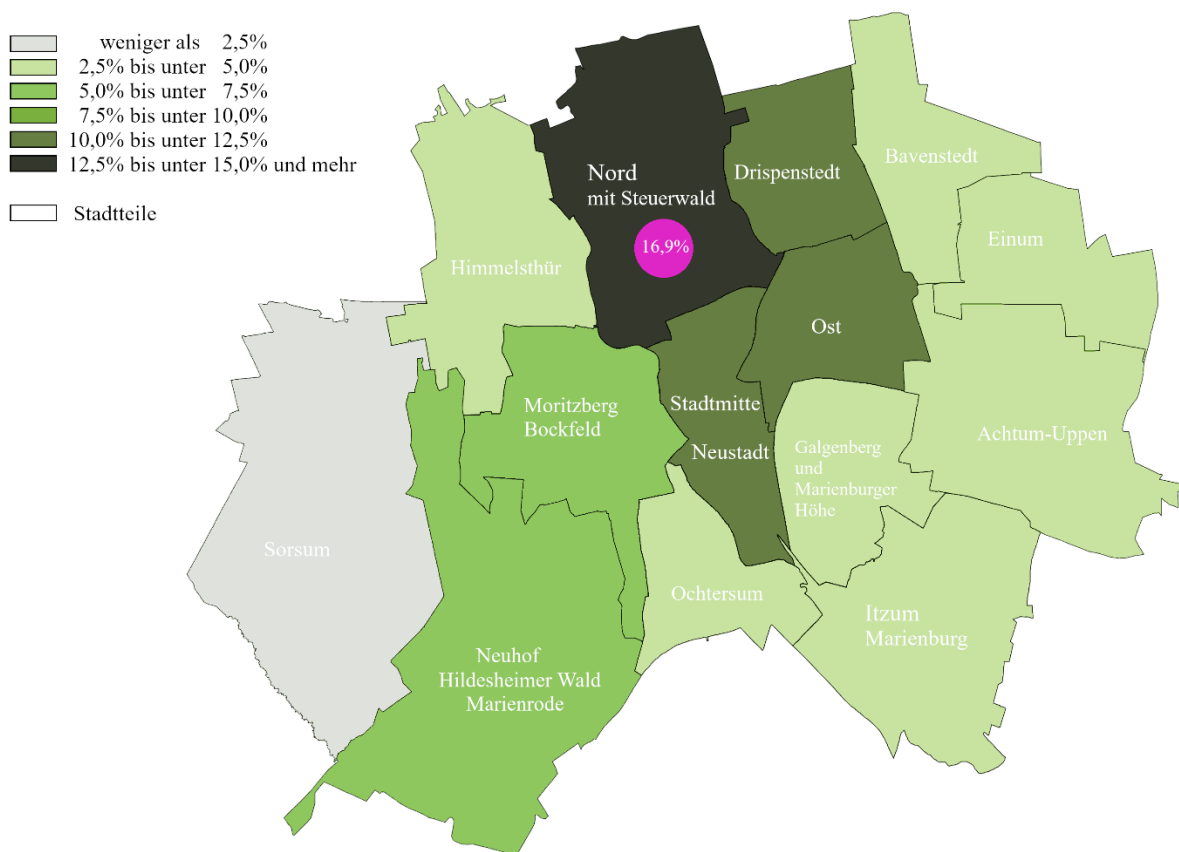 weniger als 2,5%
2,5% bis unter 5,0%
5,0% bis unter 7,5%
7,5% bis unter 10,0%
10,0% bis unter 12,5%
12,5% bis unter 15,0% und mehr
Stadtteile
Nord
mit Steuerwald
16,9%
Drispenstedt
Bavenstedt
Einum
Himmelsthür
Ost
Moritzberg
Bockfeld
Stadtmitte
Neustadt
Galgenberg
und
Marienburger
Höhe
Achtum-Uppen
Sorsum
Ochtersum
Itzum
Marienburg
Neuhof
Hildesheimer Wald
Marienrode